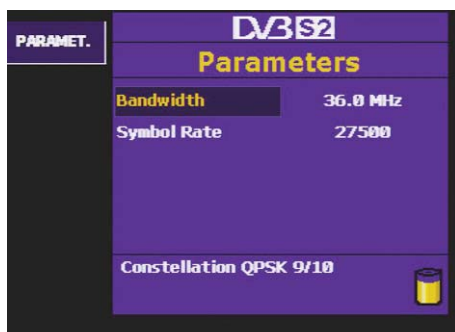 PARAMET.
DVB S2
Parameters
Bandwidth 36.0 MHz
Symbol Rate 27500
Constellation QPSK 9/10